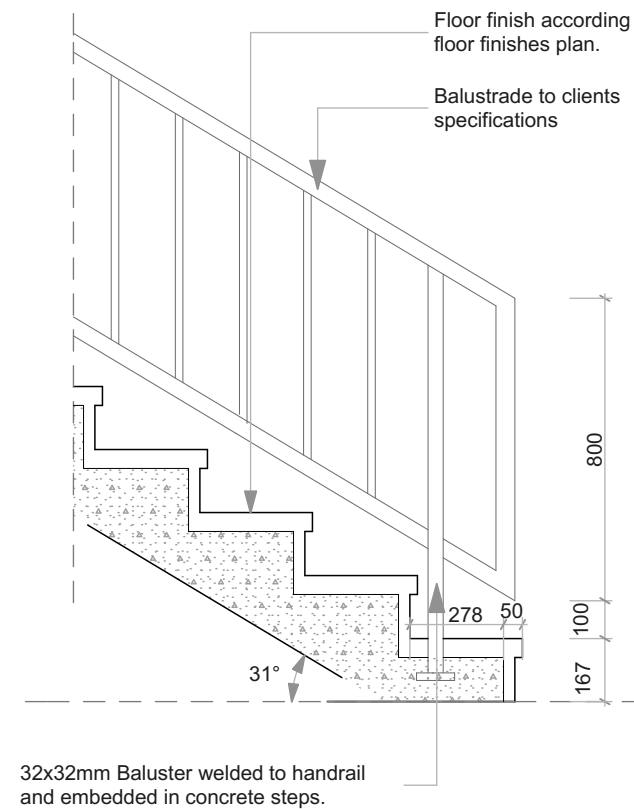 Floor finish according
floor finishes plan.
Balustrade to clients
specifications
800
278
50
100
167
31°
32x32mm Baluster welded to handrail
and embedded in concrete steps.